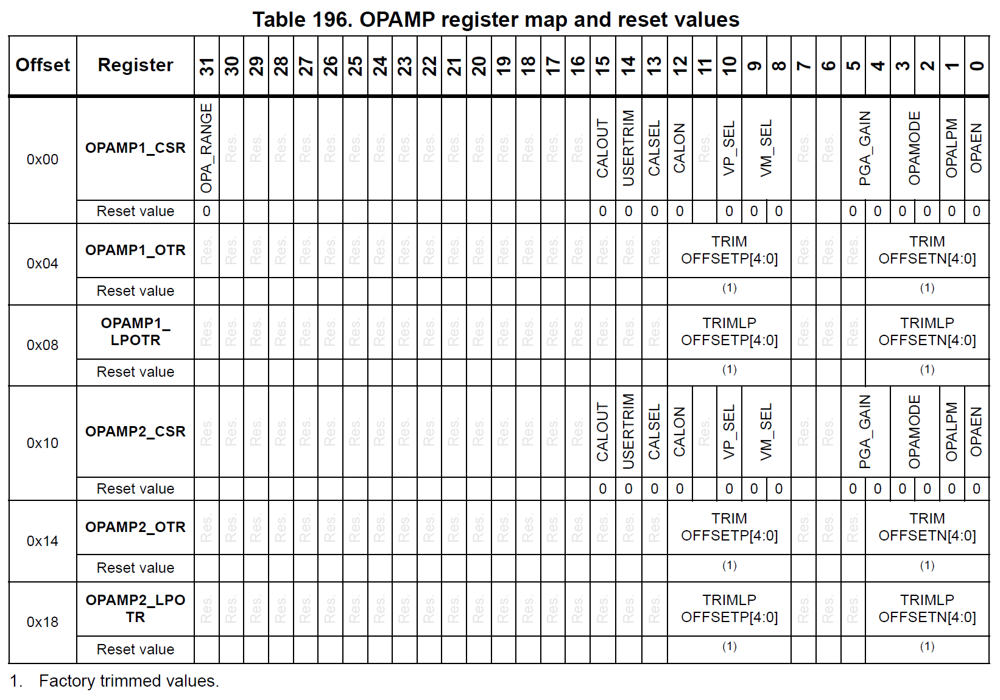 Table 196. OPAMP register map and reset values
Offset Register 31 30 29 28 27 26 25 24 23 22 21 20 19 18 17 16 15 14 13 12 11 10 9 8 7 6 5 4 3 2 1 0
0x00 OPAMP1_CSR OPA_RANGE Res. Res. Res. Res. Res. Res. Res. Res. Res. Res. Res. Res. Res. Res. Res. CALOUT USERTRIM CALSEL CALON Res. VP_SEL VM_SEL Res. Res. PGA_GAIN OPAMODE OPALPM OPAEN
Reset value 0 0 0 0 0 0 0 0 0 0 0 0 0 0
0x04 OPAMP1_OTR Res. Res. Res. Res. Res. Res. Res. Res. Res. Res. Res. Res. Res. Res. Res. Res. Res. Res. Res. TRIM
OFFSETP[4:0] Res. Res. Res. TRIM
OFFSETN[4:0]
Reset value (1) (1)
0x08 OPAMP1_
LPOTR Res. Res. Res. Res. Res. Res. Res. Res. Res. Res. Res. Res. Res. Res. Res. Res. Res. Res. Res. TRIMLP
OFFSETP[4:0] Res. Res. Res. TRIMLP
OFFSETN[4:0]
Reset value (1) (1)
0x10 OPAMP2_CSR Res. Res. Res. Res. Res. Res. Res. Res. Res. Res. Res. Res. Res. Res. Res. Res. CALOUT USERTRIM CALSEL CALON Res. VP_SEL VM_SEL Res. Res. PGA_GAIN OPAMODE OPALPM OPAEN
Reset value 0 0 0 0 0 0 0 0 0 0 0 0 0
0x14 OPAMP2_OTR Res. Res. Res. Res. Res. Res. Res. Res. Res. Res. Res. Res. Res. Res. Res. Res. Res. Res. Res. TRIM
OFFSETP[4:0] Res. Res. Res. TRIM
OFFSETN[4:0]
Reset value (1) (1)
0x18 OPAMP2_LPO
TR Res. Res. Res. Res. Res. Res. Res. Res. Res. Res. Res. Res. Res. Res. Res. Res. Res. Res. Res. TRIMLP
OFFSETP[4:0] Res. Res. Res. TRIMLP
OFFSETN[4:0]
Reset value (1) (1)
1. Factory trimmed values.